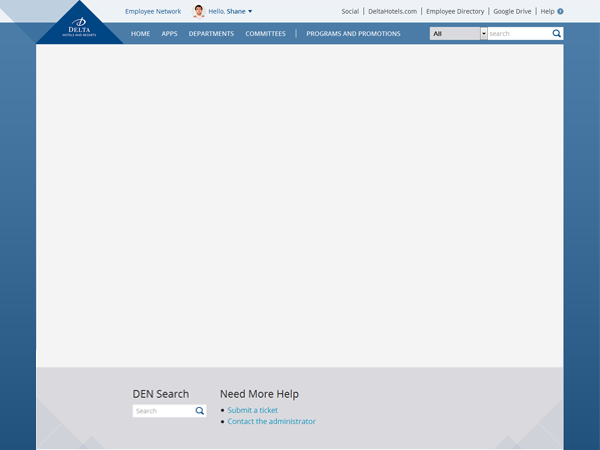 Employee Network
Hello, Shane
Social | DeltaHotels.com | Employee Directory | Google Drive | Help ?
DELTA
HOTELS AND RESORTS
HOME APPS DEPARTMENTS COMMITTEES | PROGRAMS AND PROMOTIONS
All
search
DEN Search
Search
Need More Help
• Submit a ticket
• Contact the administrator